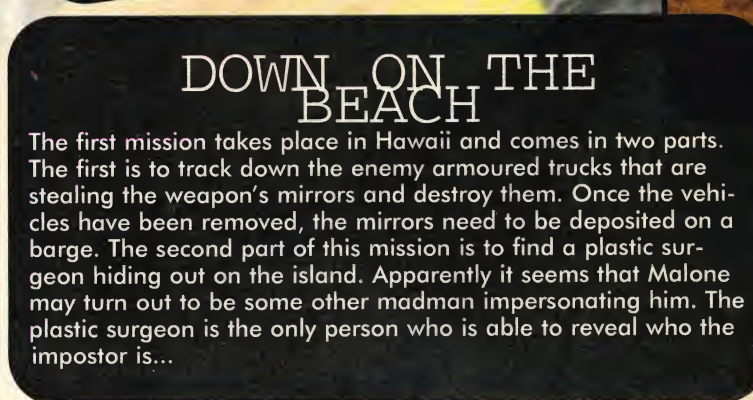 DOWN ON THE
BEACH
The first mission takes place in Hawaii and comes in two parts.
The first is to track down the enemy armoured trucks that are
stealing the weapon's mirrors and destroy them. Once the vehi-
cles have been removed, the mirrors need to be deposited on a
barge. The second part of this mission is to find a plastic sur-
geon hiding out on the island. Apparently it seems that Malone
may turn out to be some other madman impersonating him. The
plastic surgeon is the only person who is able to reveal who the
impostor is...